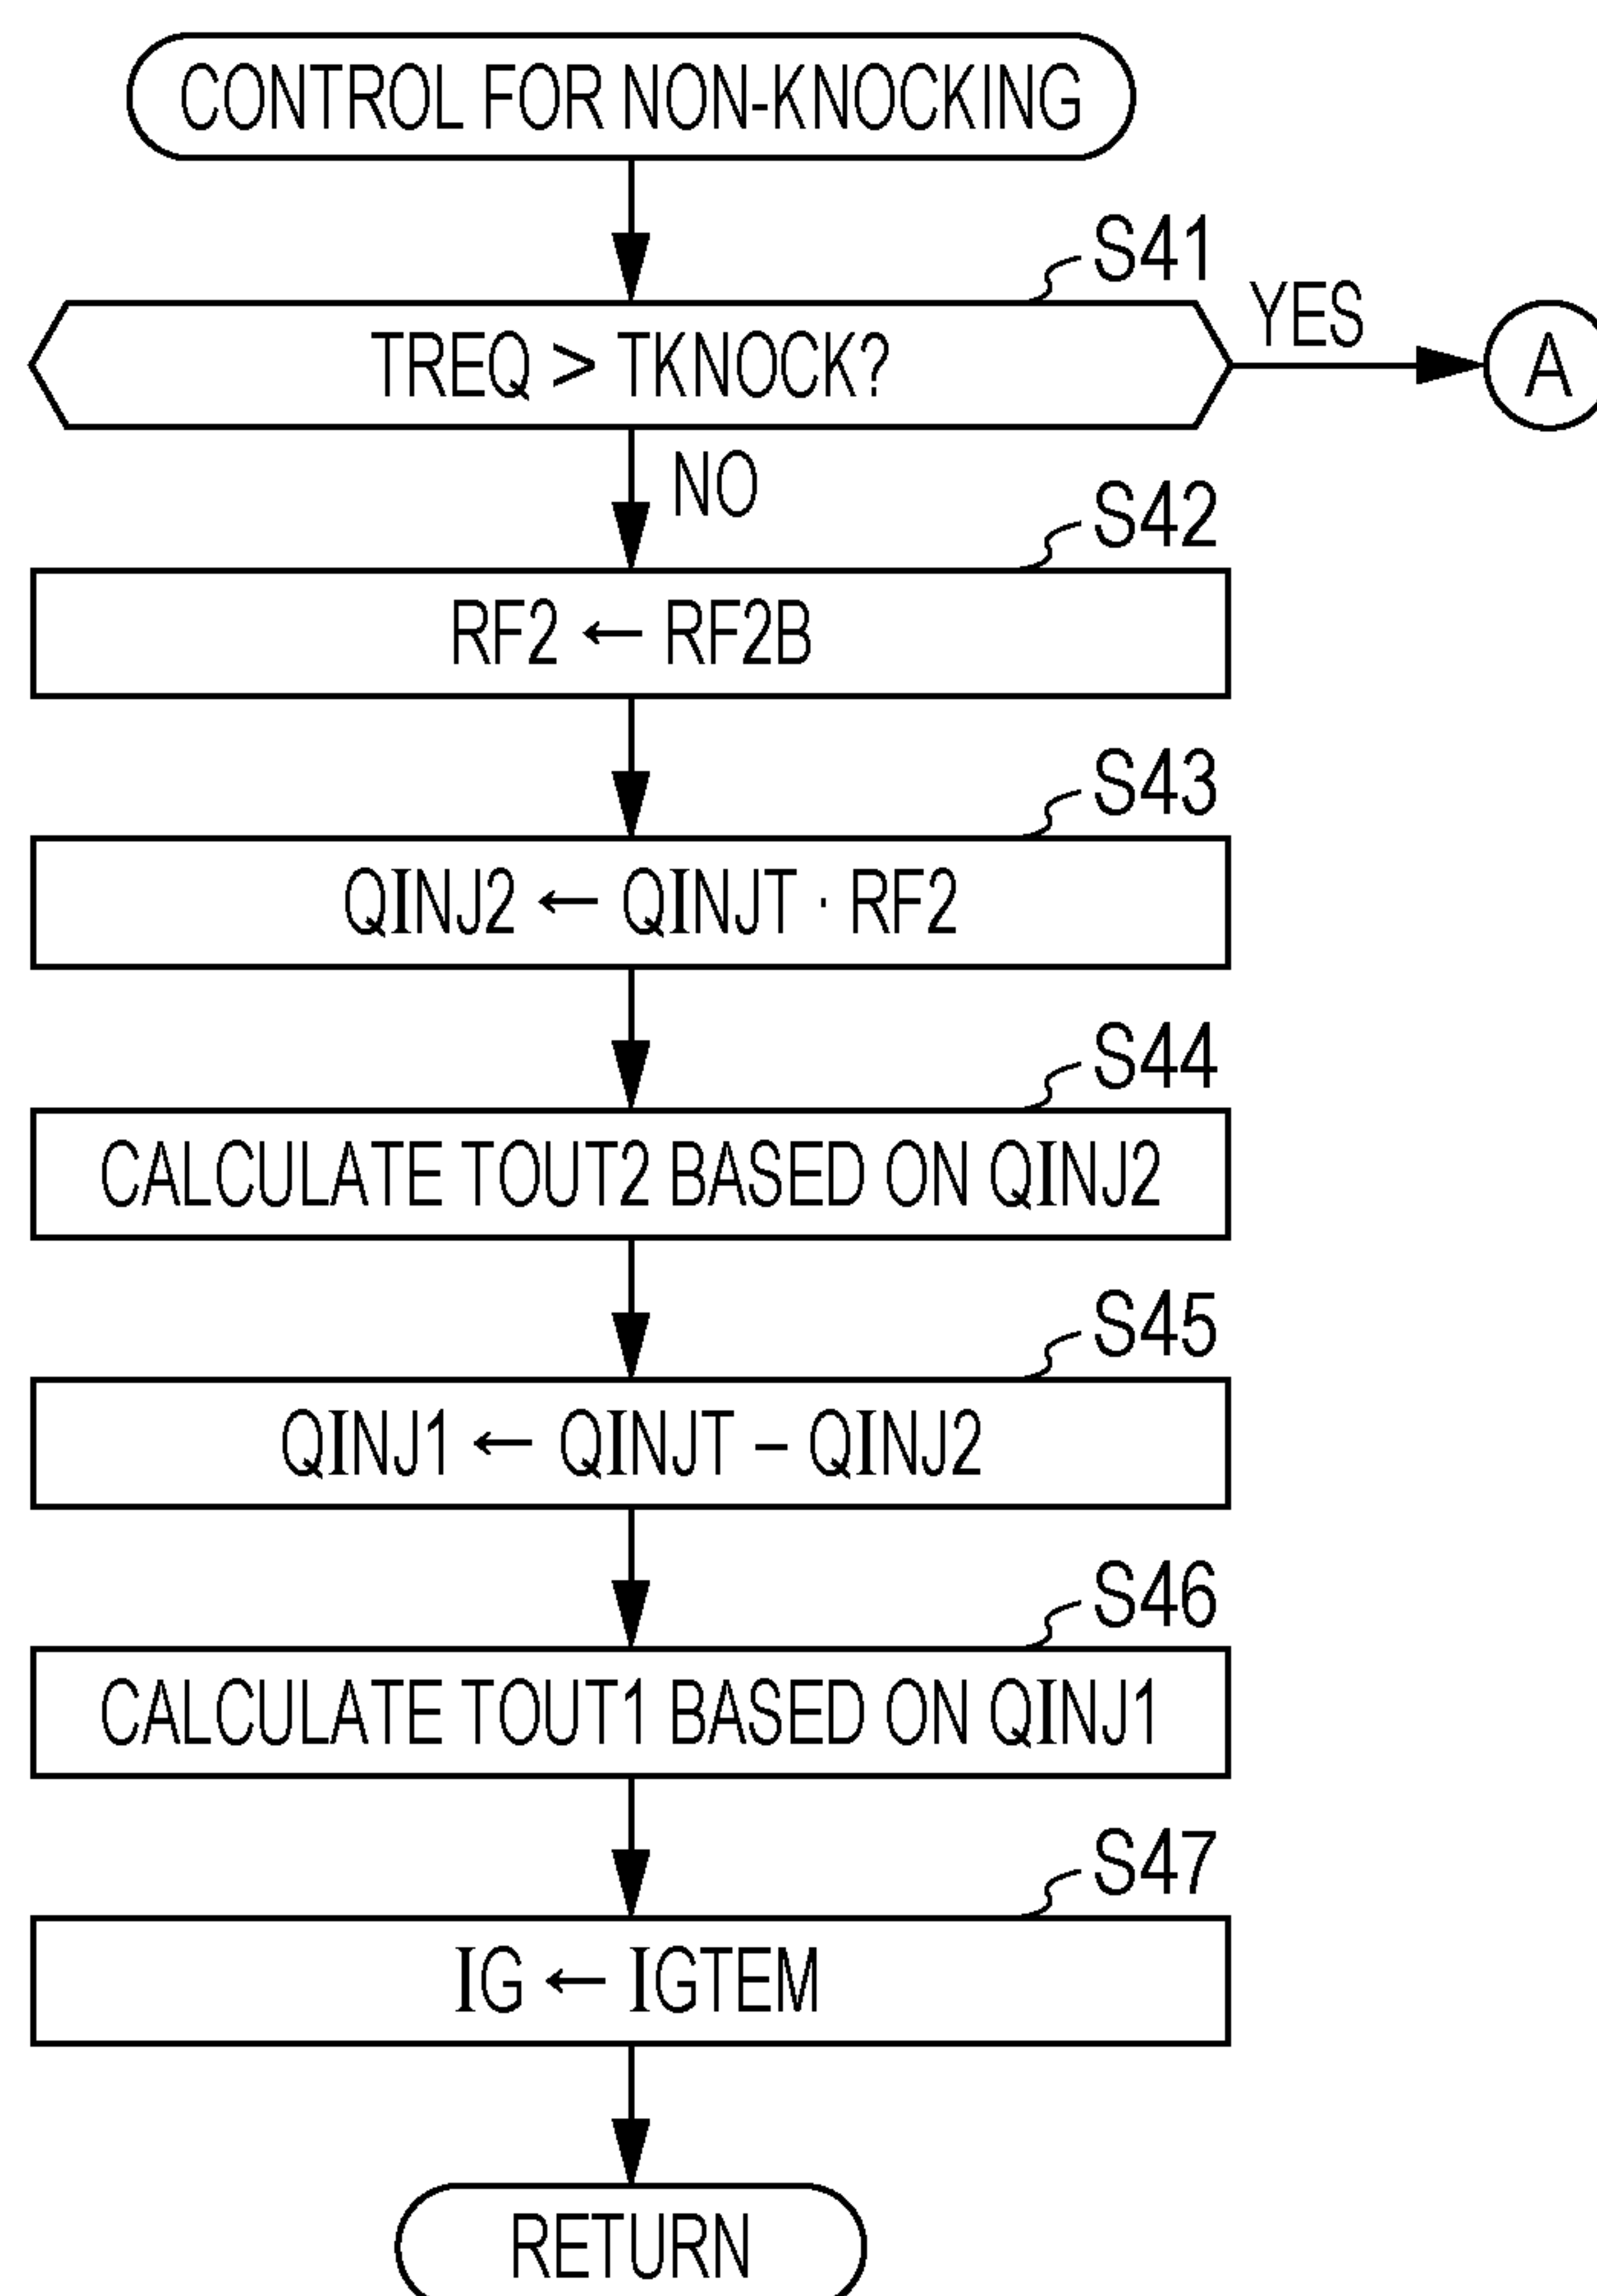 CONTROL FOR NON-KNOCKING
S41
TREQ > TKNOCK?
YES
A
NO
S42
RF2 ← RF2B
S43
QINJ2 ← QINJT · RF2
S44
CALCULATE TOUT2 BASED ON QINJ2
S45
QINJ1 ← QINJT – QINJ2
S46
CALCULATE TOUT1 BASED ON QINJ1
S47
IG ← IGTEM
RETURN